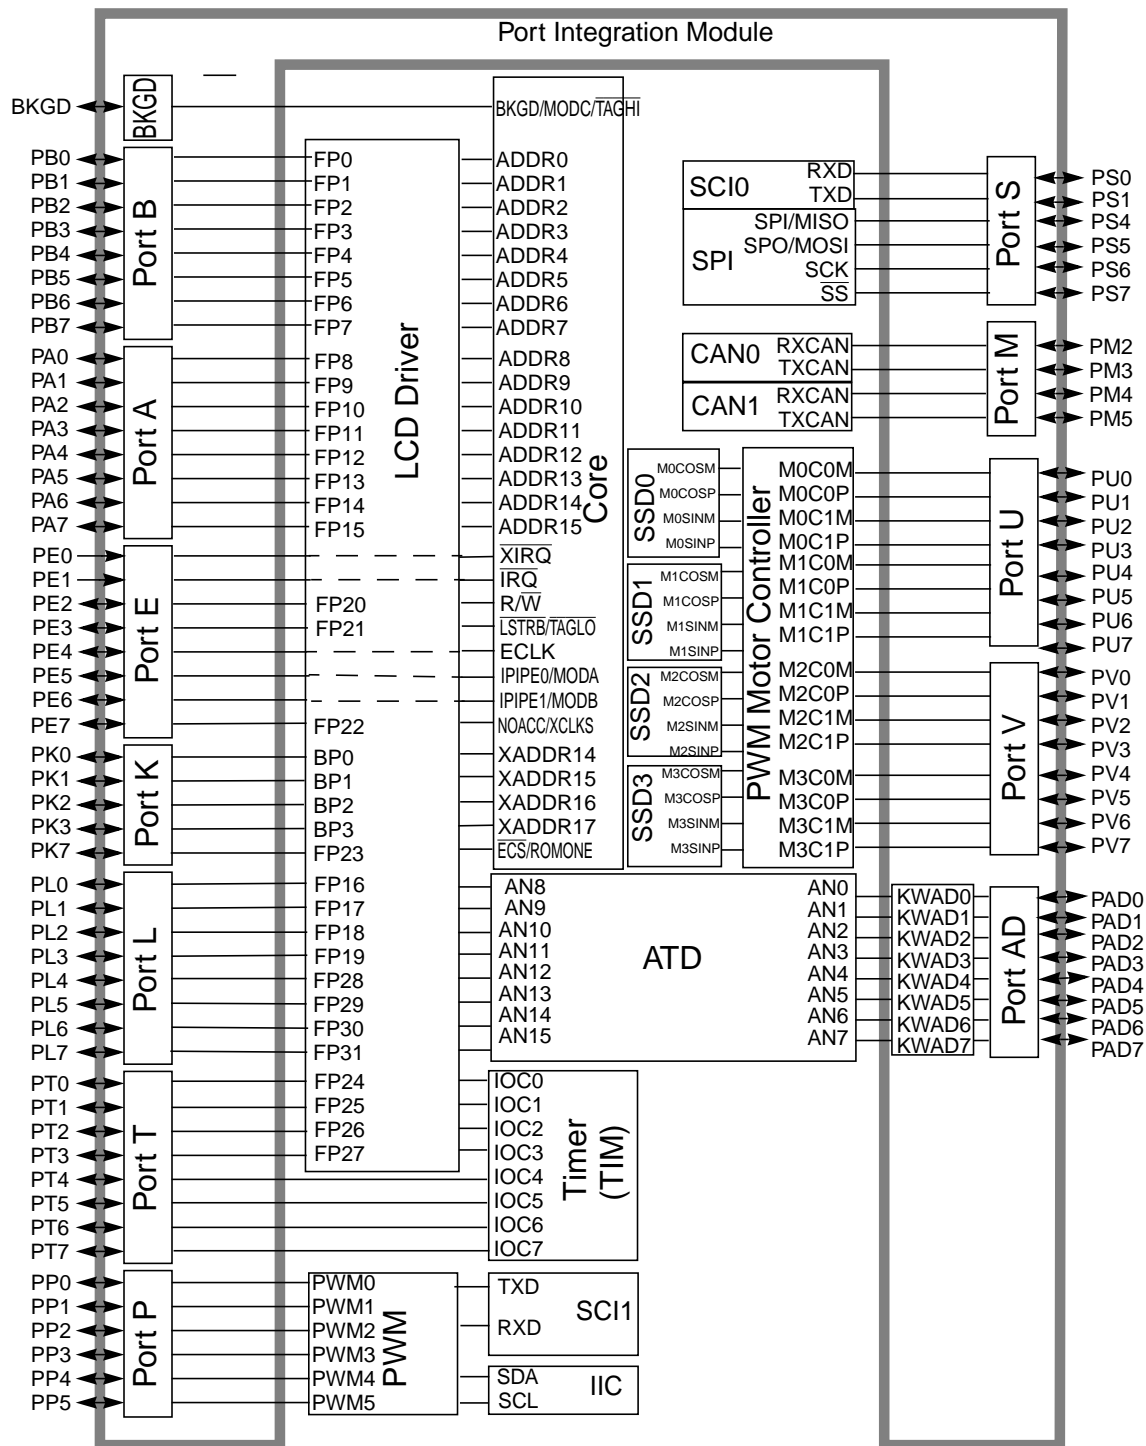 Port Integration Module
BKGD
BKGD
BKGD/MODC/TAGHI
PB0
PB1
PB2
PB3
PB4
PB5
PB6
PB7
Port B
FP0
FP1
FP2
FP3
FP4
FP5
FP6
FP7
ADDR0
ADDR1
ADDR2
ADDR3
ADDR4
ADDR5
ADDR6
ADDR7
PA0
PA1
PA2
PA3
PA4
PA5
PA6
PA7
Port A
FP8
FP9
FP10
FP11
FP12
FP13
FP14
FP15
LCD Driver
ADDR8
ADDR9
ADDR10
ADDR11
ADDR12
ADDR13
ADDR14
ADDR15
Core
PE0
PE1
PE2
PE3
PE4
PE5
PE6
PE7
Port E
FP20
FP21
FP22
XIRQ
IRQ
R/W
LSTRB/TAGLO
ECLK
IPIPE0/MODA
IPIPE1/MODB
NOACC/XCLKS
PK0
PK1
PK2
PK3
PK7
Port K
BP0
BP1
BP2
BP3
FP23
XADDR14
XADDR15
XADDR16
XADDR17
ECS/ROMONE
PL0
PL1
PL2
PL3
PL4
PL5
PL6
PL7
Port L
FP16
FP17
FP18
FP19
FP28
FP29
FP30
FP31
AN8
AN9
AN10
AN11
AN12
AN13
AN14
AN15
ATD
AN0
AN1
AN2
AN3
AN4
AN5
AN6
AN7
KWAD0
KWAD1
KWAD2
KWAD3
KWAD4
KWAD5
KWAD6
KWAD7
Port AD
PAD0
PAD1
PAD2
PAD3
PAD4
PAD5
PAD6
PAD7
PT0
PT1
PT2
PT3
PT4
PT5
PT6
PT7
Port T
FP24
FP25
FP26
FP27
IOC0
IOC1
IOC2
IOC3
IOC4
IOC5
IOC6
IOC7
Timer
(TIM)
PP0
PP1
PP2
PP3
PP4
PP5
Port P
PWM0
PWM1
PWM2
PWM3
PWM4
PWM5
PWM
TXD
RXD
SCI1
SDA
SCL
IIC
SCI0
RXD
TXD
SPI
SPI/MISO
SPO/MOSI
SCK
SS
Port S
PS0
PS1
PS4
PS5
PS6
PS7
CAN0
RXCAN
TXCAN
CAN1
RXCAN
TXCAN
Port M
PM2
PM3
PM4
PM5
SSD0
M0COSM
M0COSP
M0SINM
M0SINP
SSD1
M1COSM
M1COSP
M1SINM
M1SINP
SSD2
M2COSM
M2COSP
M2SINM
M2SINP
SSD3
M3COSM
M3COSP
M3SINM
M3SINP
PWM Motor Controller
M0C0M
M0C0P
M0C1M
M0C1P
M1C0M
M1C0P
M1C1M
M1C1P
M2C0M
M2C0P
M2C1M
M2C1P
M3C0M
M3C0P
M3C1M
M3C1P
Port U
PU0
PU1
PU2
PU3
PU4
PU5
PU6
PU7
Port V
PV0
PV1
PV2
PV3
PV4
PV5
PV6
PV7